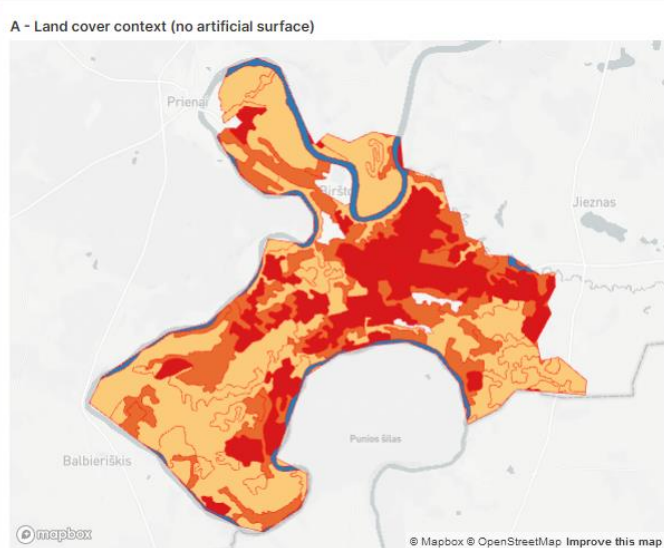 A - Land cover context (no artificial surface)
Prienai
Birštonas
Jieznas
Punios šilas
Balbieriškis
mapbox
© Mapbox © OpenStreetMap Improve this map